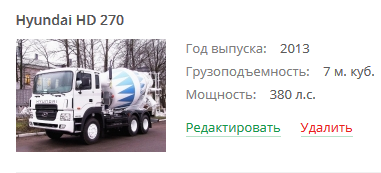 Hyundai HD 270
Год выпуска: 2013
Грузоподъемность: 7 м. куб.
Мощность: 380 л.с.
Редактировать Удалить